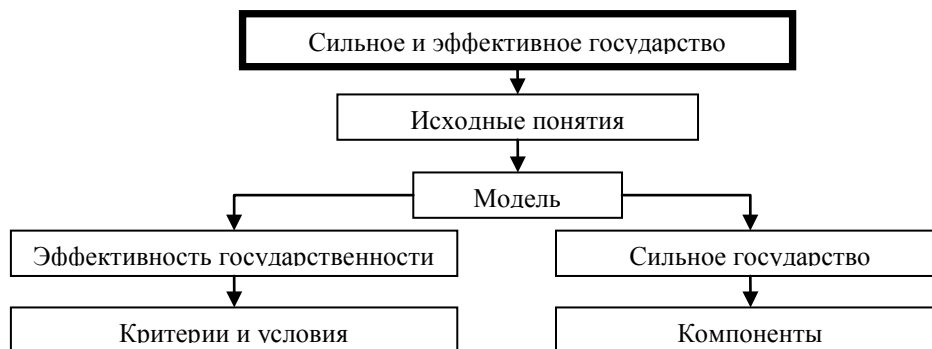 Сильное и эффективное государство
Исходные понятия
Модель
Эффективность государственности
Сильное государство
Критерии и условия
Компоненты